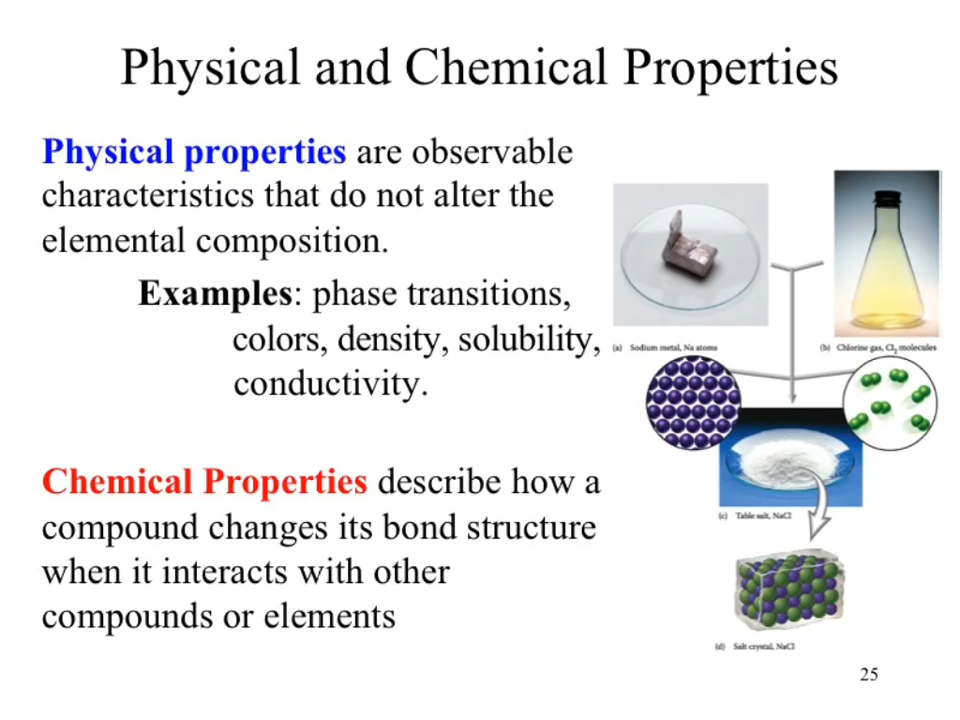 Physical and Chemical Properties
Physical properties are observable
characteristics that do not alter the
elemental composition.
Examples: phase transitions,
colors, density, solubility,
conductivity.
Chemical Properties describe how a
compound changes its bond structure
when it interacts with other
compounds or elements
(a) Sodium metal, Na atoms
(b) Chlorine gas, Cl₂ molecules
(c) Table salt, NaCl
(d) Salt crystal, NaCl
25